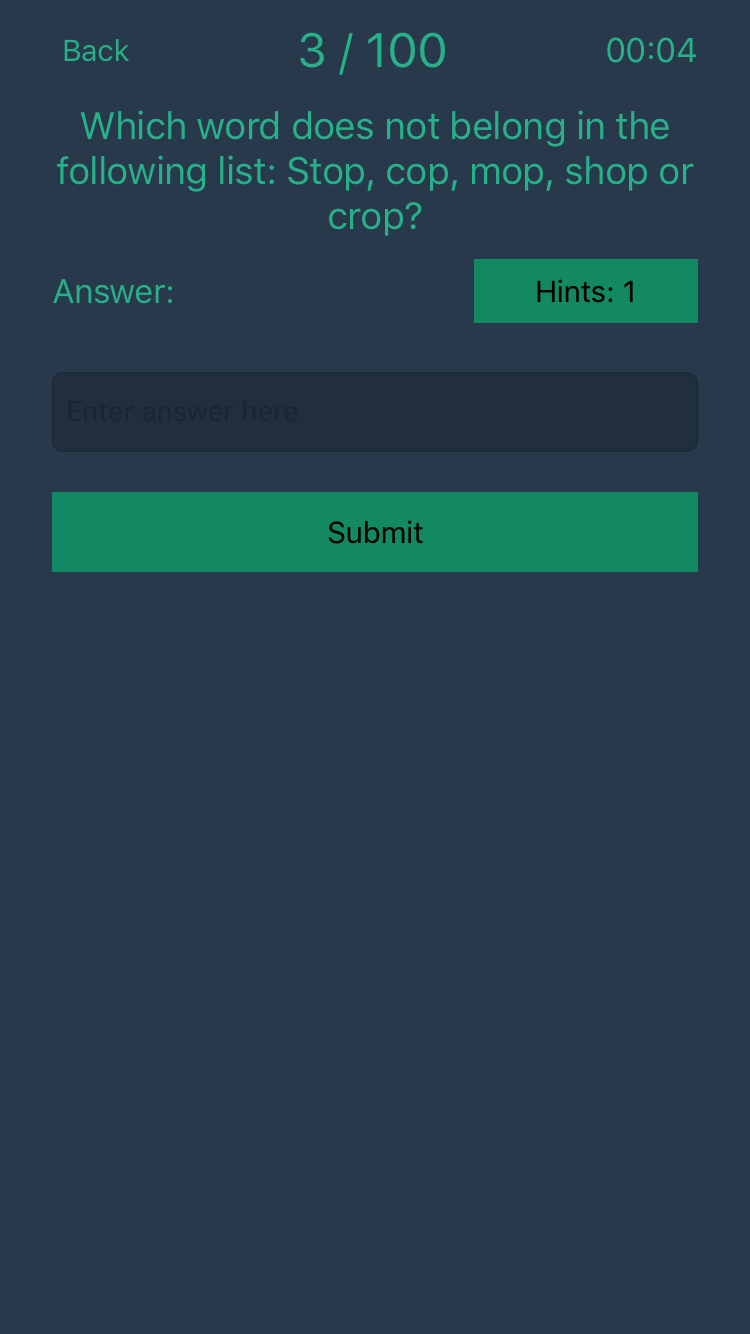 Back
3 / 100
00:04
Which word does not belong in the
following list: Stop, cop, mop, shop or
crop?
Answer:
Hints: 1
Enter answer here
Submit